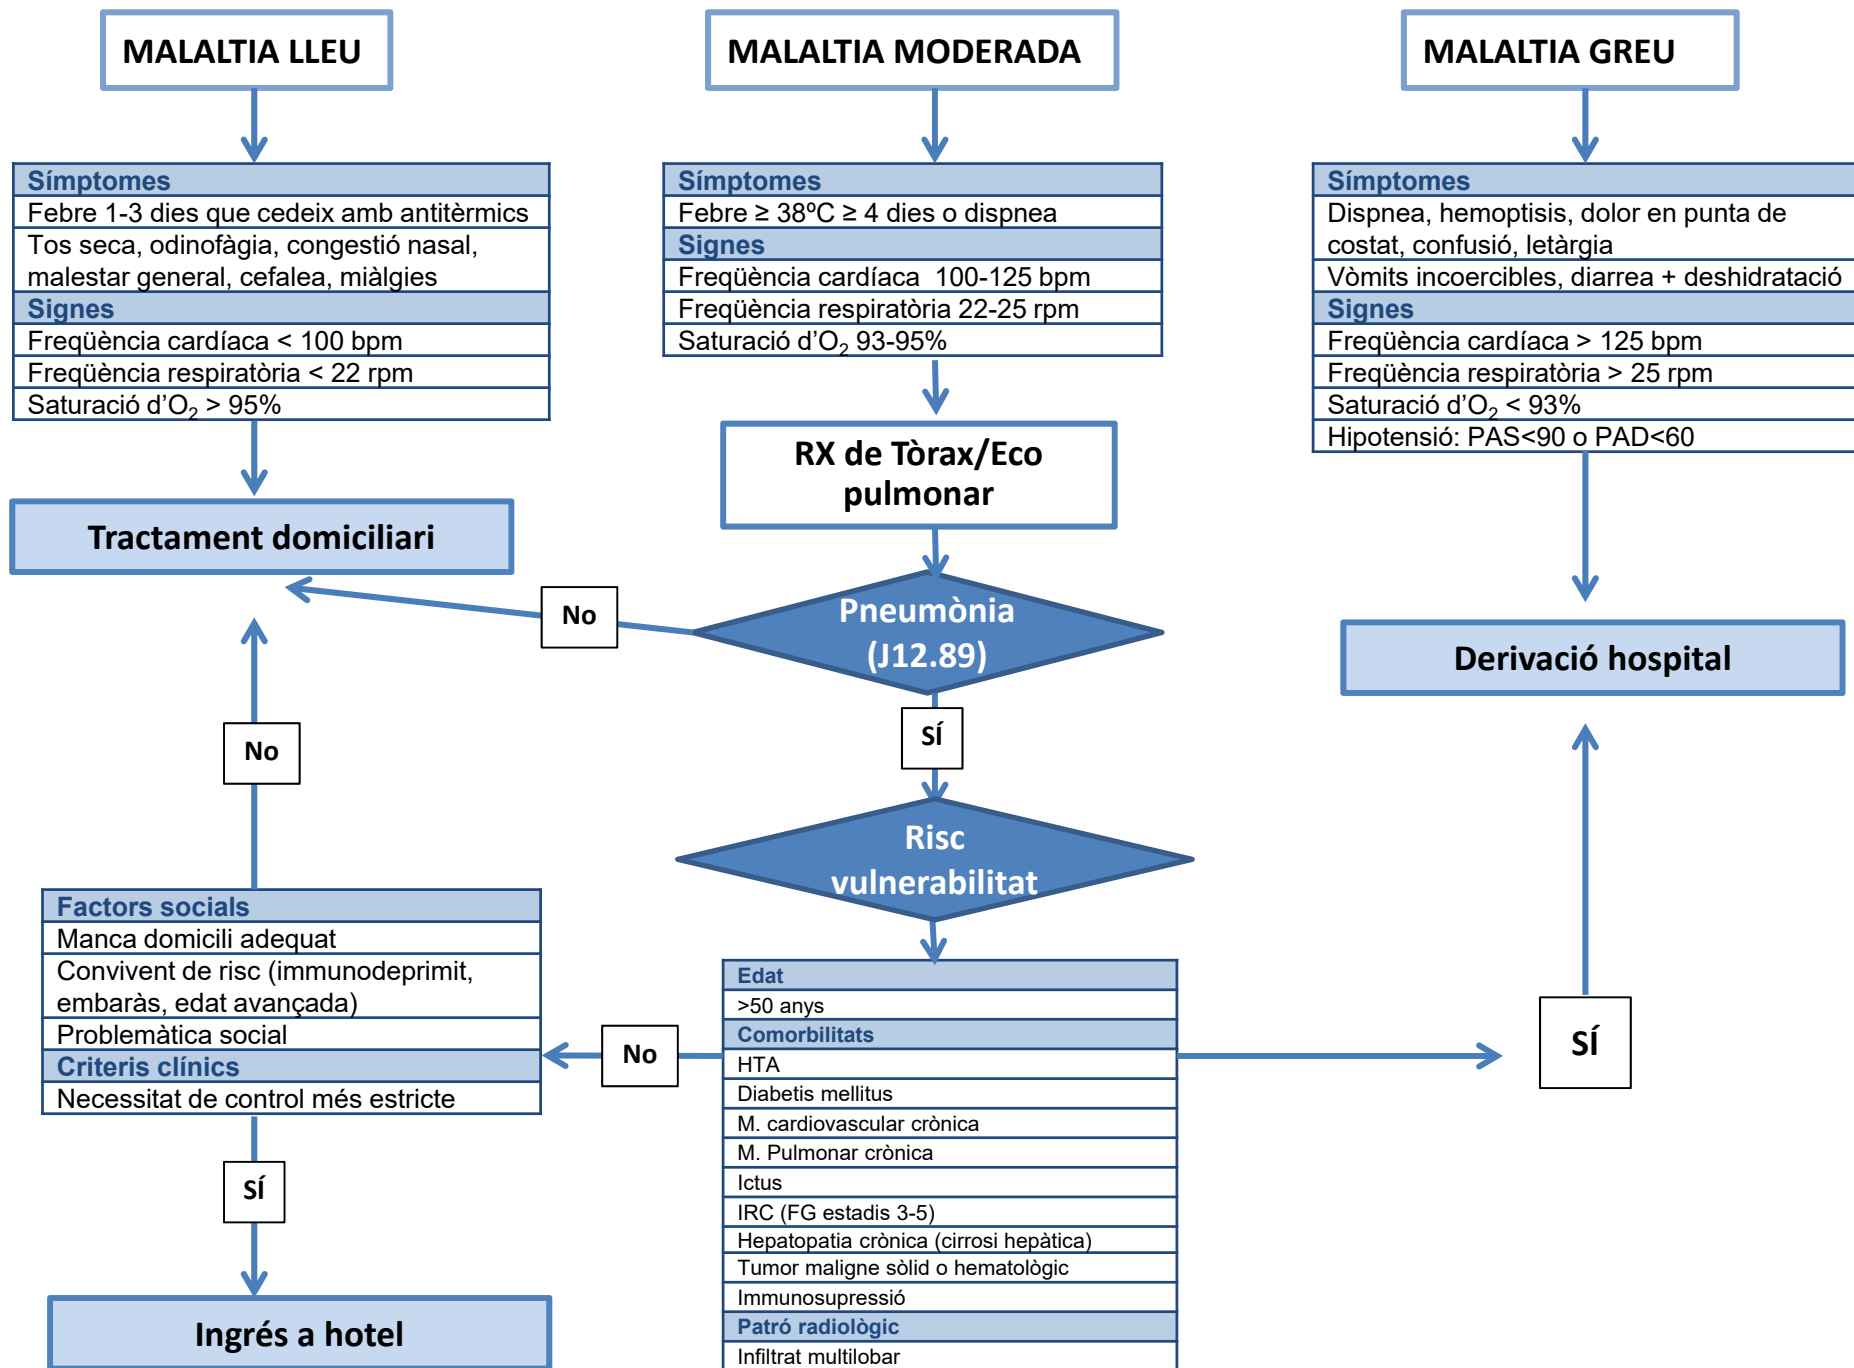 MALALTIA LLEU
MALALTIA MODERADA
MALALTIA GREU
Símptomes
Febre 1-3 dies que cedeix amb antitèrmics
Tos seca, odinofàgia, congestió nasal,
malestar general, cefalea, miàlgies
Signes
Freqüència cardíaca < 100 bpm
Freqüència respiratòria < 22 rpm
Saturació d’O₂ > 95%
Símptomes
Febre ≥ 38ºC ≥ 4 dies o dispnea
Signes
Freqüència cardíaca 100-125 bpm
Freqüència respiratòria 22-25 rpm
Saturació d’O₂ 93-95%
Símptomes
Dispnea, hemoptisis, dolor en punta de
costat, confusió, letàrgia
Vòmits incoercibles, diarrea + deshidratació
Signes
Freqüència cardíaca > 125 bpm
Freqüència respiratòria > 25 rpm
Saturació d’O₂ < 93%
Hipotensió: PAS<90 o PAD<60
RX de Tòrax/Eco
pulmonar
Tractament domiciliari
No
Pneumònia
(J12.89)
Derivació hospital
SÍ
No
Risc
vulnerabilitat
Factors socials
Manca domicili adequat
Convivent de risc (immunodeprimit,
embaràs, edat avançada)
Problemàtica social
Criteris clínics
Necessitat de control més estricte
No
Edat
>50 anys
Comorbilitats
HTA
Diabetis mellitus
M. cardiovascular crònica
M. Pulmonar crònica
Ictus
IRC (FG estadis 3-5)
Hepatopatia crònica (cirrosi hepàtica)
Tumor maligne sòlid o hematològic
Immunosupressió
Patró radiològic
Infiltrat multilobar
SÍ
SÍ
Ingrés a hotel